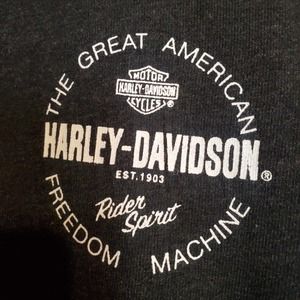 THE GREAT AMERICAN
MOTOR
HARLEY-DAVIDSON
CYCLES®
HARLEY-DAVIDSON®
EST. 1903
Rider
Spirit
FREEDOM MACHINE